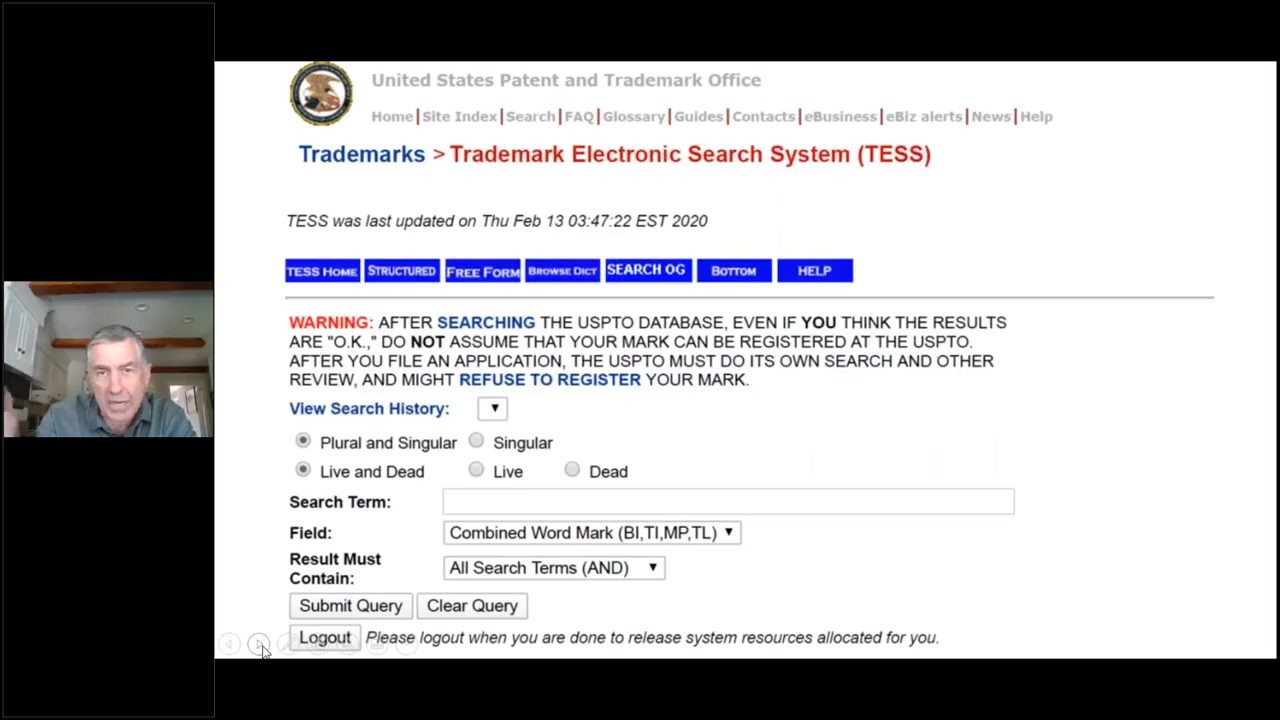 United States Patent and Trademark Office
Home | Site Index | Search | FAQ | Glossary | Guides | Contacts | eBusiness | eBiz alerts | News | Help
Trademarks > Trademark Electronic Search System (TESS)
TESS was last updated on Thu Feb 13 03:47:22 EST 2020
TESS HOME STRUCTURED FREE FORM BROWSE DICT SEARCH OG BOTTOM HELP
WARNING: AFTER SEARCHING THE USPTO DATABASE, EVEN IF YOU THINK THE RESULTS
ARE "O.K.," DO NOT ASSUME THAT YOUR MARK CAN BE REGISTERED AT THE USPTO.
AFTER YOU FILE AN APPLICATION, THE USPTO MUST DO ITS OWN SEARCH AND OTHER
REVIEW, AND MIGHT REFUSE TO REGISTER YOUR MARK.
View Search History:
Plural and Singular Singular
Live and Dead Live Dead
Search Term:
Field: Combined Word Mark (BI,TI,MP,TL)
Result Must
Contain: All Search Terms (AND)
Submit Query Clear Query
Logout Please logout when you are done to release system resources allocated for you.